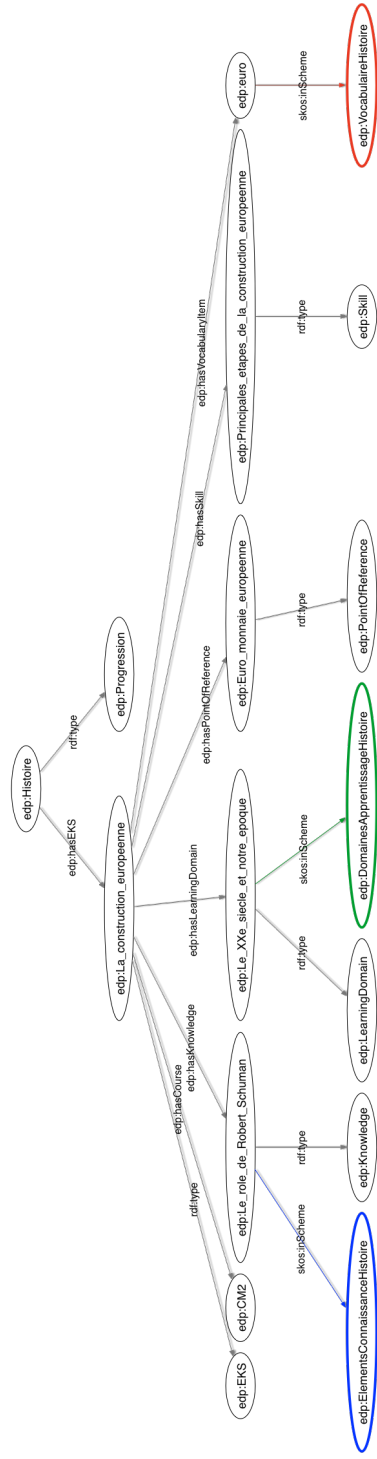 edp:Histoire
edp:hasEKS
rdf:type
edp:La_construction_europeenne
edp:Progression
rdf:type
edp:hasCourse
edp:hasKnowledge
edp:hasLearningDomain
edp:hasPointOfReference
edp:hasSkill
edp:hasVocabularyItem
edp:EKS
edp:CM2
edp:Le_role_de_Robert_Schuman
edp:Le_XXe_siecle_et_notre_epoque
edp:Euro_monnaie_europeenne
edp:Principales_etapes_de_la_construction_europeenne
edp:euro
skos:inScheme
rdf:type
rdf:type
skos:inScheme
rdf:type
rdf:type
skos:inScheme
edp:ElementsConnaissanceHistoire
edp:Knowledge
edp:LearningDomain
edp:DomainesApprentissageHistoire
edp:PointOfReference
edp:Skill
edp:VocabulaireHistoire